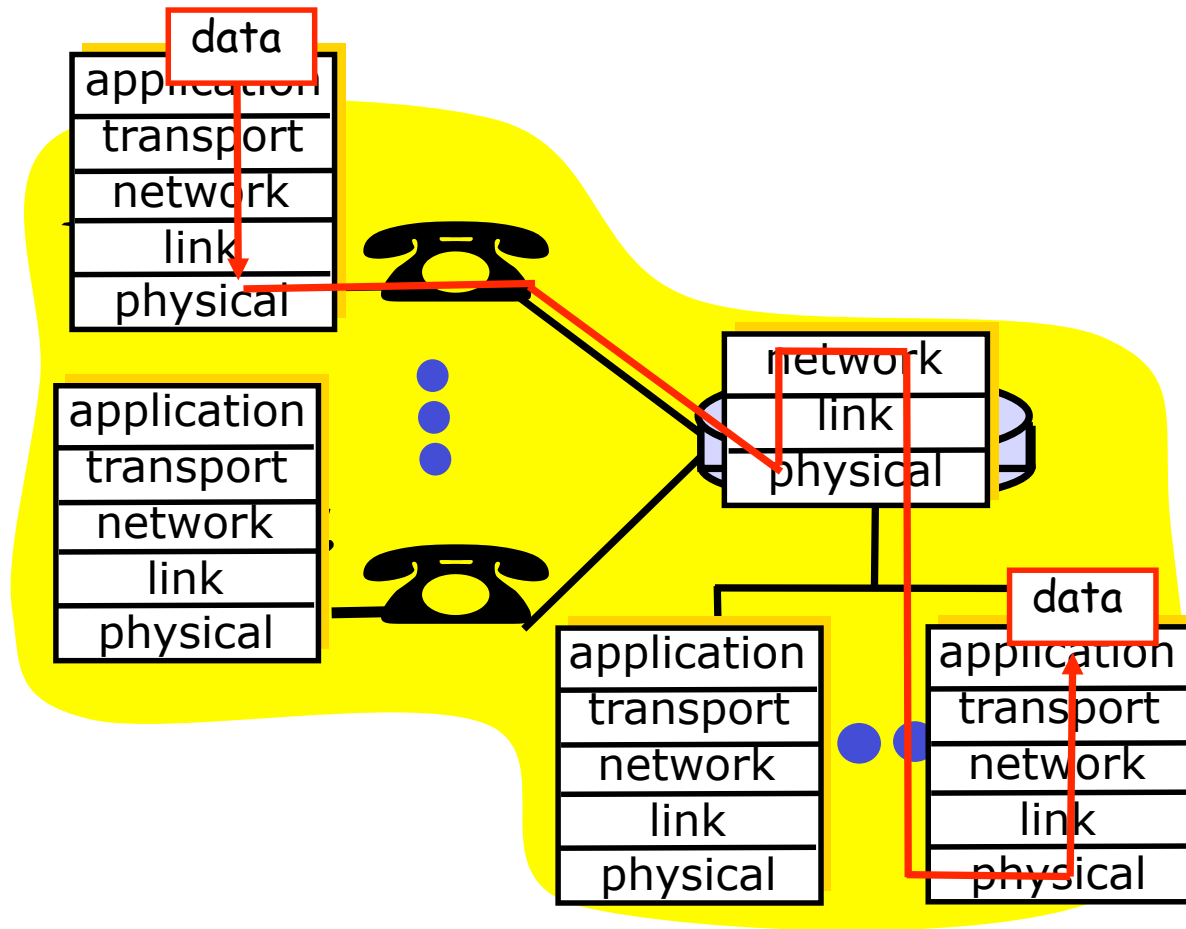 data
application
transport
network
link
physical
application
transport
network
link
physical
network
link
physical
application
transport
network
link
physical
data
application
transport
network
link
physical